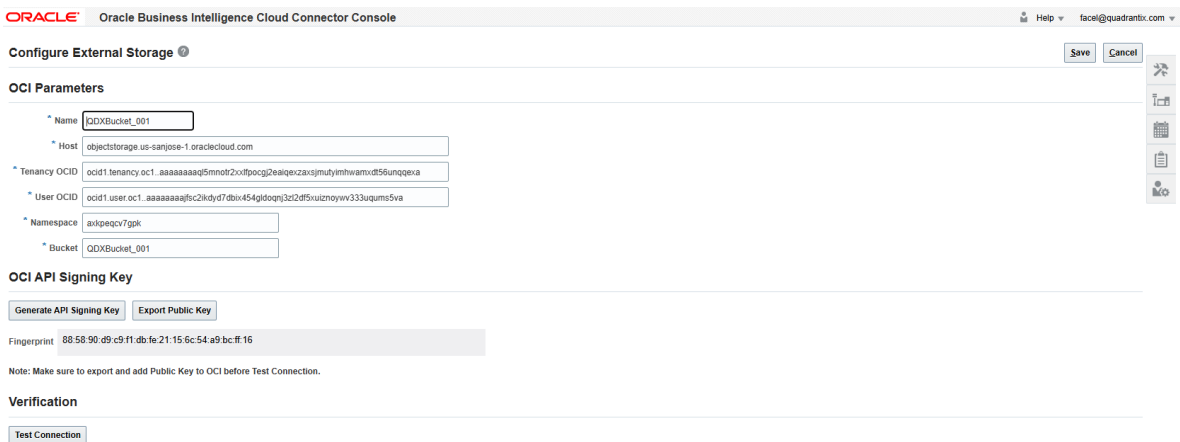 ORACLE Oracle Business Intelligence Cloud Connector Console Help facel@quadrantix.com
Configure External Storage Save Cancel
OCI Parameters
* Name QDXBucket_001
* Host objectstorage.us-sanjose-1.oraclecloud.com
* Tenancy OCID ocid1.tenancy.oc1..aaaaaaaaql5mnotr2xxlfpocgj2eaiqexzaxsjmutyimhwamxdt56unqqexa
* User OCID ocid1.user.oc1..aaaaaaaajfsc2ikdyd7dbix454gldoqnj3zl2df5xuiznoywv333uqums5va
* Namespace axkpeqcv7gpk
* Bucket QDXBucket_001
OCI API Signing Key
Generate API Signing Key Export Public Key
Fingerprint 88:58:90:d9:c9:f1:db:fe:21:15:6c:54:a9:bc:ff:16
Note: Make sure to export and add Public Key to OCI before Test Connection.
Verification
Test Connection